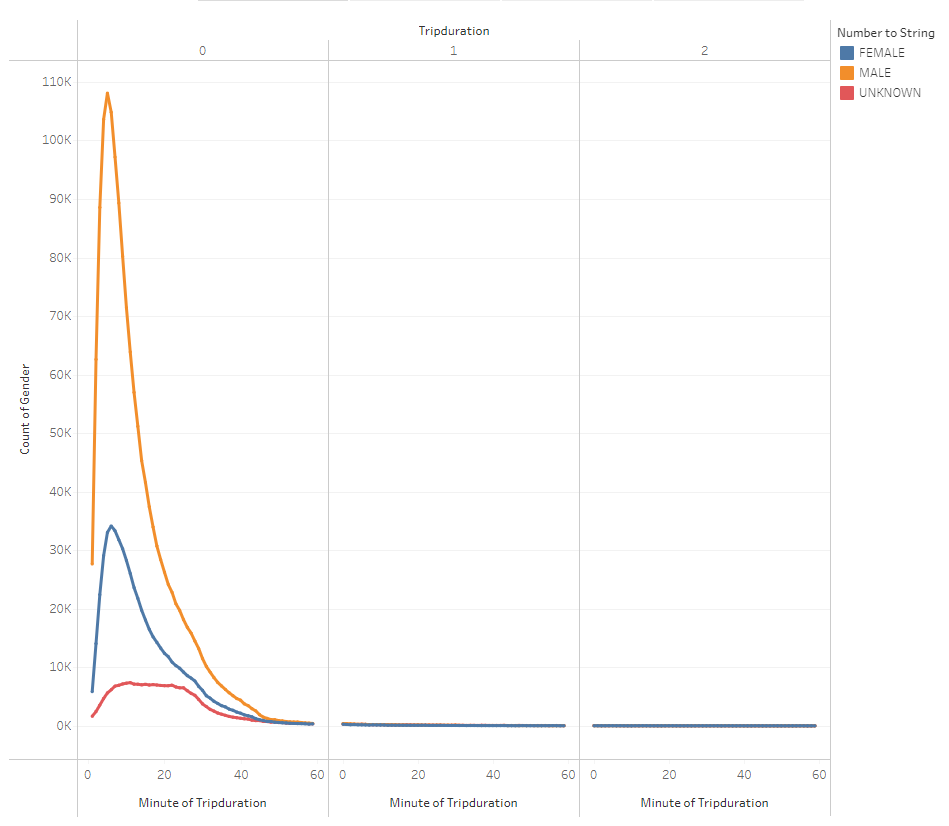 Tripduration
0 1 2
Number to String
FEMALE
MALE
UNKNOWN
Count of Gender
110K
100K
90K
80K
70K
60K
50K
40K
30K
20K
10K
0K
0 20 40 60 0 20 40 60 0 20 40 60
Minute of Tripduration Minute of Tripduration Minute of Tripduration